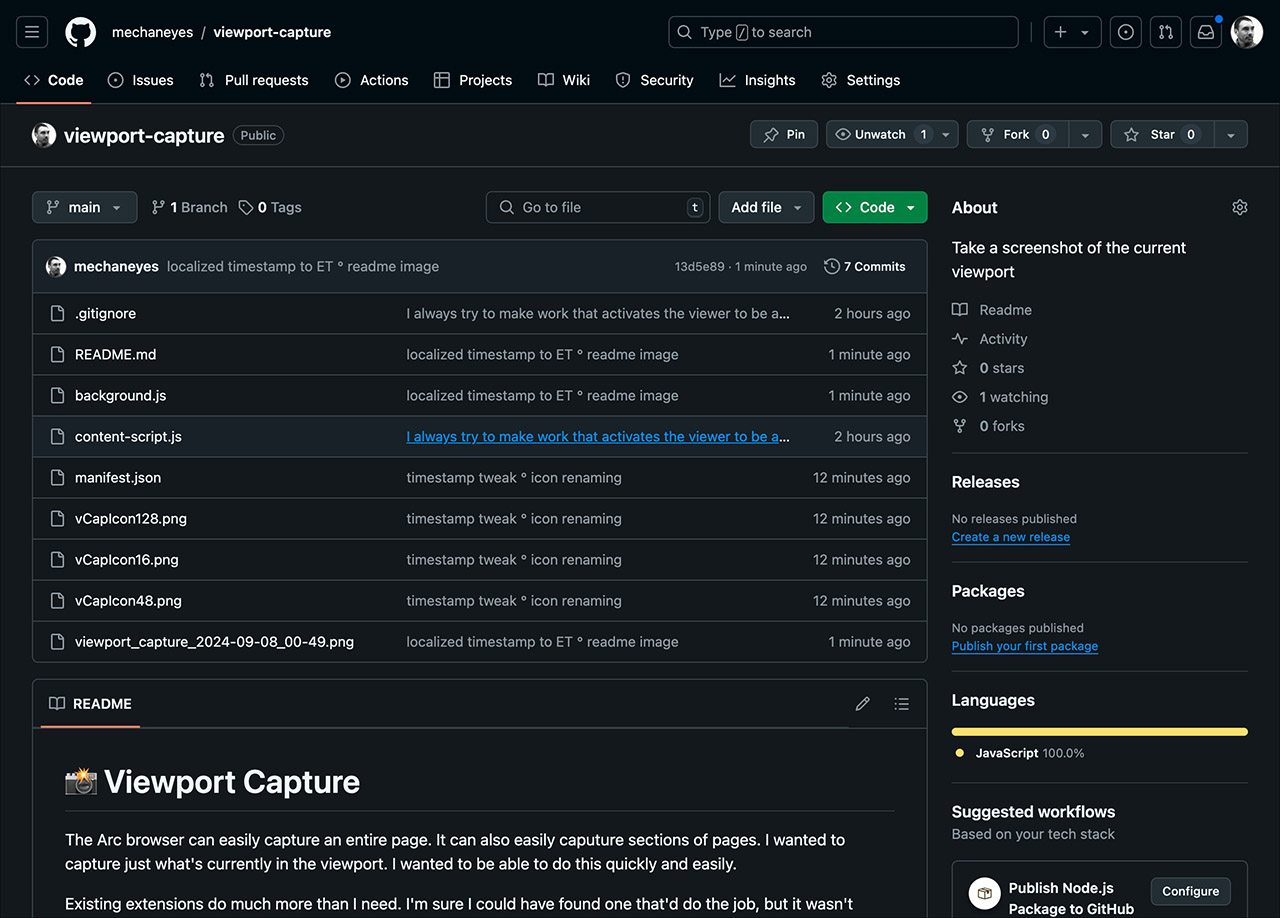 mechaneyes / viewport-capture
Type / to search
Code Issues Pull requests Actions Projects Wiki Security Insights Settings
viewport-capture Public
Pin Unwatch 1 Fork 0 Star 0
main 1 Branch 0 Tags Go to file t Add file Code
mechaneyes localized timestamp to ET ° readme image 13d5e89 · 1 minute ago 7 Commits
.gitignore I always try to make work that activates the viewer to be a... 2 hours ago
README.md localized timestamp to ET ° readme image 1 minute ago
background.js localized timestamp to ET ° readme image 1 minute ago
content-script.js I always try to make work that activates the viewer to be a... 2 hours ago
manifest.json timestamp tweak ° icon renaming 12 minutes ago
vCapIcon128.png timestamp tweak ° icon renaming 12 minutes ago
vCapIcon16.png timestamp tweak ° icon renaming 12 minutes ago
vCapIcon48.png timestamp tweak ° icon renaming 12 minutes ago
viewport_capture_2024-09-08_00-49.png localized timestamp to ET ° readme image 1 minute ago
README
Viewport Capture
The Arc browser can easily capture an entire page. It can also easily caputure sections of pages. I wanted to
capture just what's currently in the viewport. I wanted to be able to do this quickly and easily.
Existing extensions do much more than I need. I'm sure I could have found one that'd do the job, but it wasn't
About
Take a screenshot of the current
viewport
Readme
Activity
0 stars
1 watching
0 forks
Releases
No releases published
Create a new release
Packages
No packages published
Publish your first package
Languages
JavaScript 100.0%
Suggested workflows
Based on your tech stack
Publish Node.js
Package to GitHub
Configure